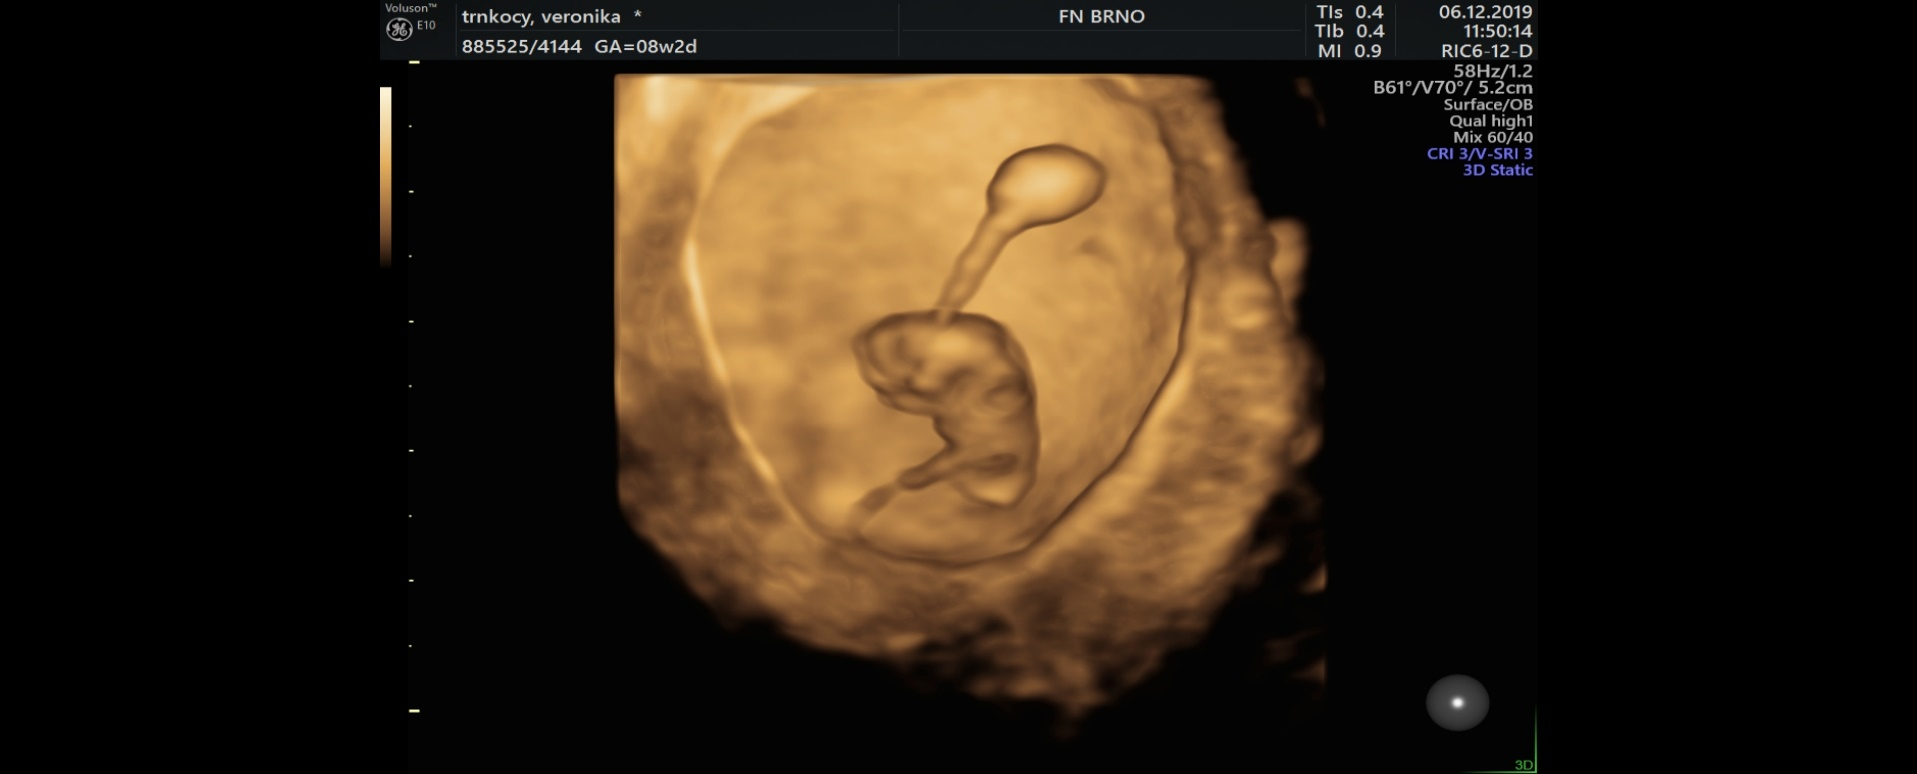 Voluson™
E10
trnkocy, veronika *
885525/4144 GA=08w2d
FN BRNO
TIs 0.4
TIb 0.4
MI 0.9
06.12.2019
11:50:14
RIC6-12-D
58Hz/1.2
B61°/V70°/ 5.2cm
Surface/OB
Qual high1
Mix 60/40
CRI 3/V-SRI 3
3D Static
3D